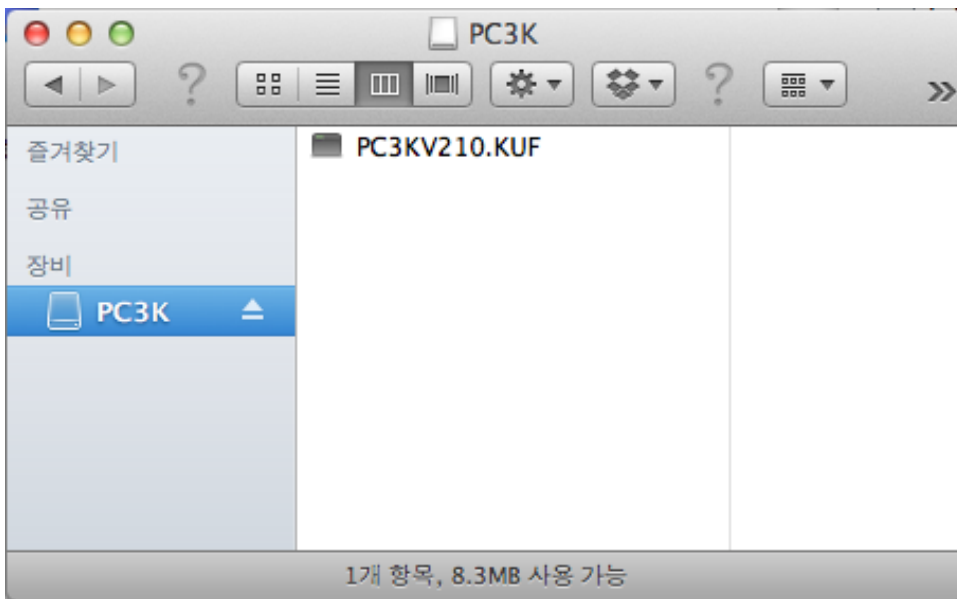 PC3K
즐겨찾기
공유
장비
PC3K
PC3KV210.KUF
1개 항목, 8.3MB 사용 가능